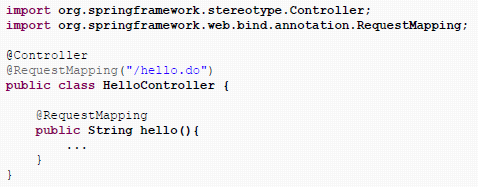 import org.springframework.stereotype.Controller;
import org.springframework.web.bind.annotation.RequestMapping;
@Controller
@RequestMapping("/hello.do")
public class HelloController {
@RequestMapping
public String hello(){
...
}
}